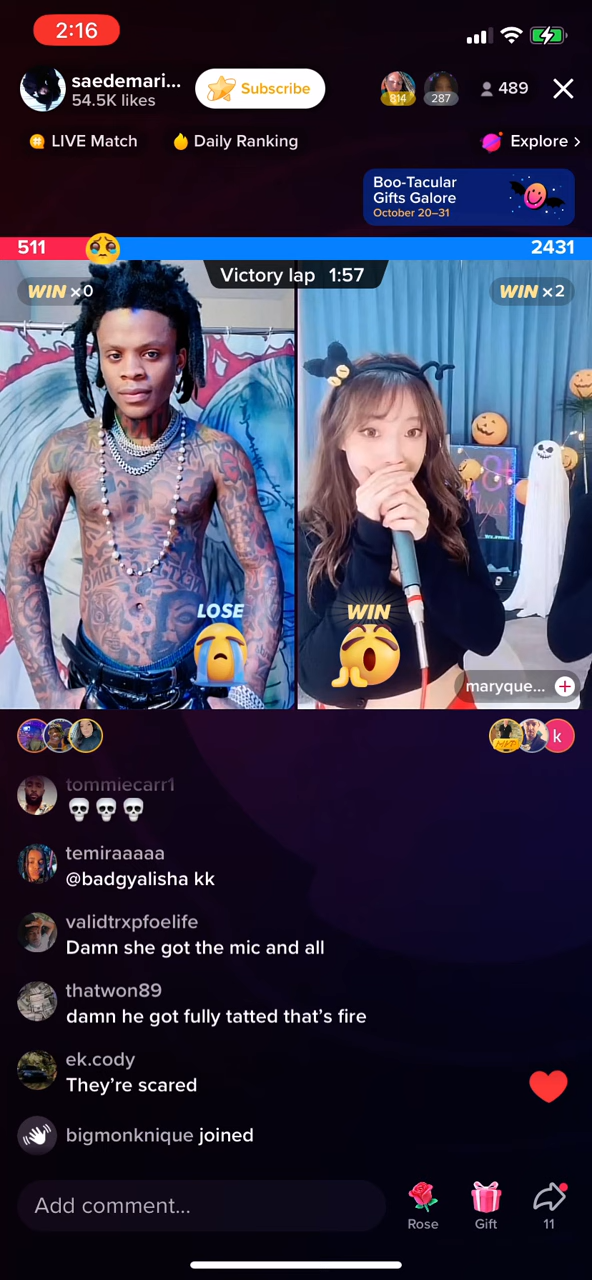 2:16
saedemari...
54.5K likes
Subscribe
814
287
489
LIVE Match
Daily Ranking
Explore >
Boo-Tacular
Gifts Galore
October 20–31
511
2431
Victory lap 1:57
WIN x0
WIN x2
LOSE
WIN
maryque...
MVP
k
tommiecarr1
💀💀💀
temiraaaaa
@badgyalisha kk
validtrxpfoelife
Damn she got the mic and all
thatwon89
damn he got fully tatted that’s fire
ek.cody
They’re scared
bigmonknique joined
Add comment...
Rose
Gift
11